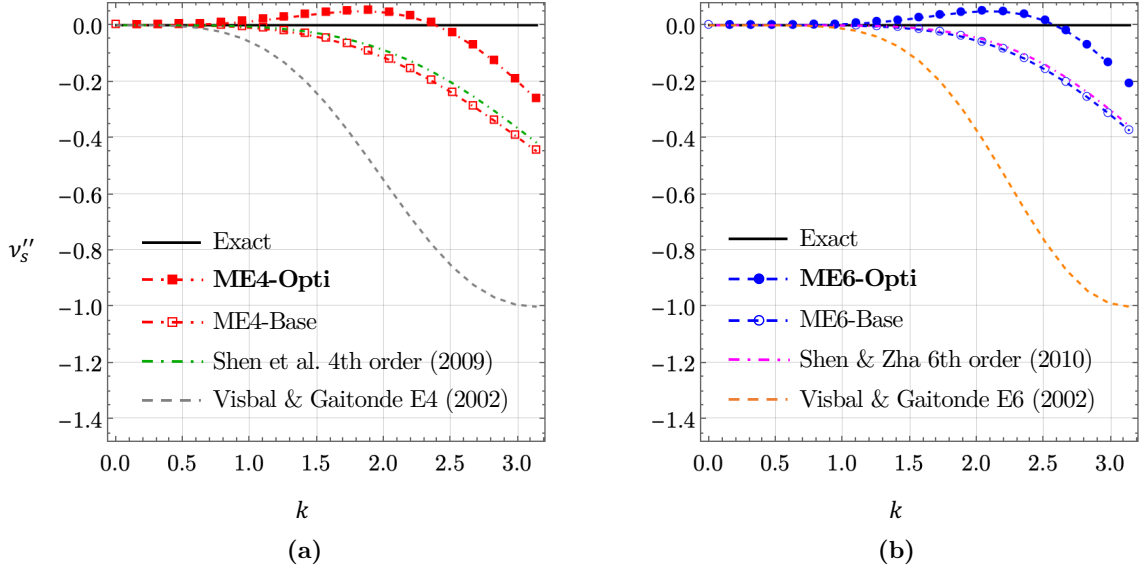 0.0
−0.2
−0.4
−0.6
−0.8
−1.0
−1.2
−1.4
ν″ₛ
Exact
ME4-Opti
ME4-Base
Shen et al. 4th order (2009)
Visbal & Gaitonde E4 (2002)
0.0 0.5 1.0 1.5 2.0 2.5 3.0
k
(a)
0.0
−0.2
−0.4
−0.6
−0.8
−1.0
−1.2
−1.4
Exact
ME6-Opti
ME6-Base
Shen & Zha 6th order (2010)
Visbal & Gaitonde E6 (2002)
0.0 0.5 1.0 1.5 2.0 2.5 3.0
k
(b)